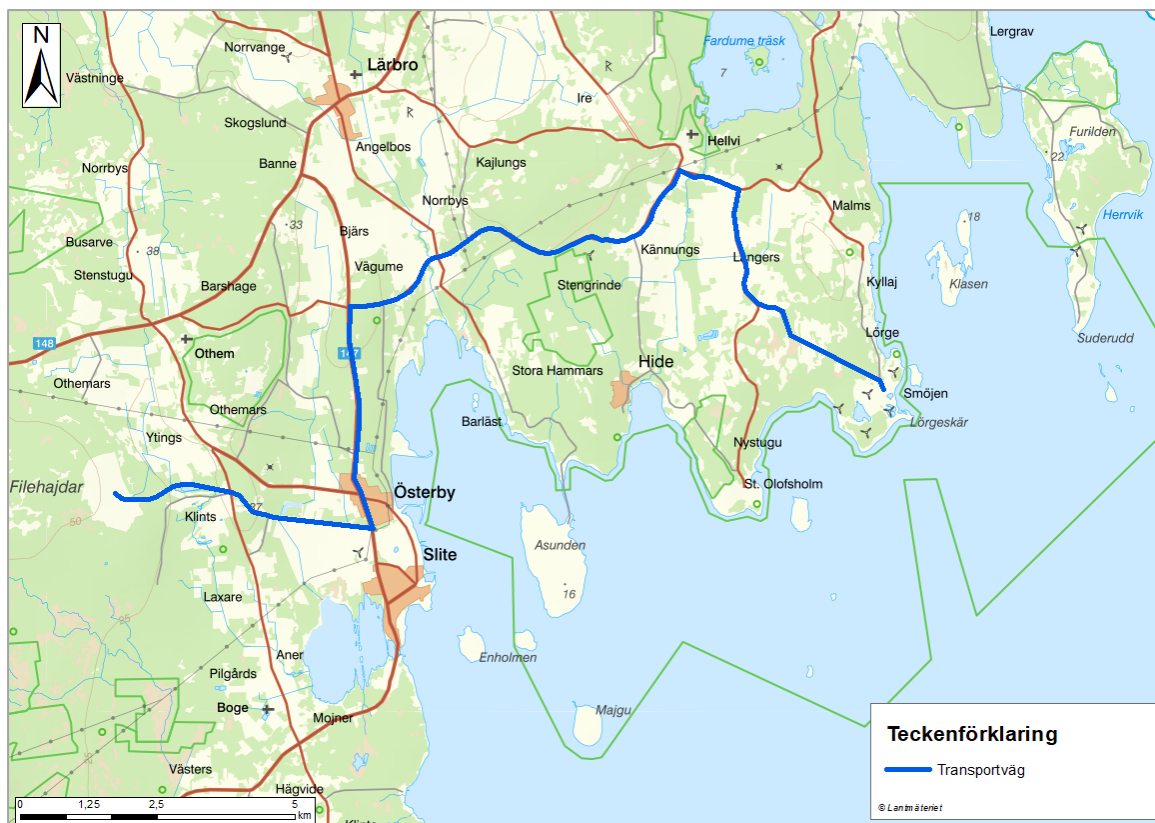 N
Norrvange
Västninge
Lärbro
Skogslund
Angelbos
Banne
Norrbys
Ire
Kajlungs
Norrbys
Fardume träsk
7
Hellvi
Lergrav
Furilden
22
Herrvik
Malms
18
Klasen
Suderudd
Kyllaj
Lörge
Smöjen
Lörgeskär
Busarve
Stenstugu
38
33
Bjärs
Vägume
Barshage
Kännungs
Stengrinde
148
Othem
147
Othemars
Othemars
Stora Hammars
Hide
Barläst
Nystugu
St. Olofsholm
Ytings
Filehajdar
50
Klints
37
Österby
Slite
Asunden
16
Laxare
25
Aner
Pilgårds
Enholmen
Boge
Mojner
Majgu
Västers
Hägvide
0
1,25
2,5
5
km
Teckenförklaring
Transportväg
© Lantmäteriet